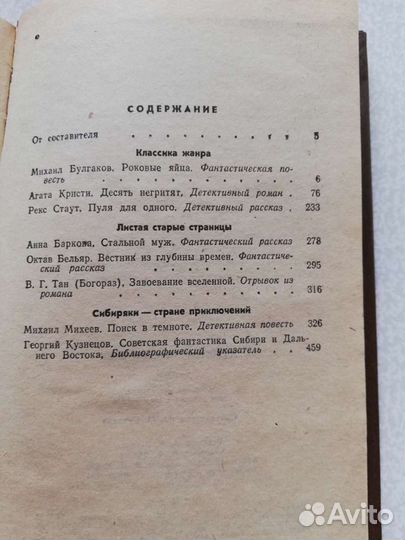 СОДЕРЖАНИЕ
От составителя . . . . . . . . 5
Классика жанра
Михаил Булгаков. Роковые яйца. Фантастическая по-
весть . . . . . . . . . . 6
Агата Кристи. Десять негритят. Детективный роман . 76
Рекс Стаут. Пуля для одного. Детективный рассказ . 233
Листая старые страницы
Анна Баркова. Стальной муж. Фантастический рассказ 278
Октав Бельяр. Вестник из глубины времен. Фантасти-
ческий рассказ . . . . . . . . 295
В. Г. Тан (Богораз). Завоевание вселенной. Отрывок из
романа . . . . . . . . . . 316
Сибиряки — стране приключений
Михаил Михеев. Поиск в темноте. Детективная повесть 326
Георгий Кузнецов. Советская фантастика Сибири и Даль-
него Востока. Библиографический указатель . . 459
Avito